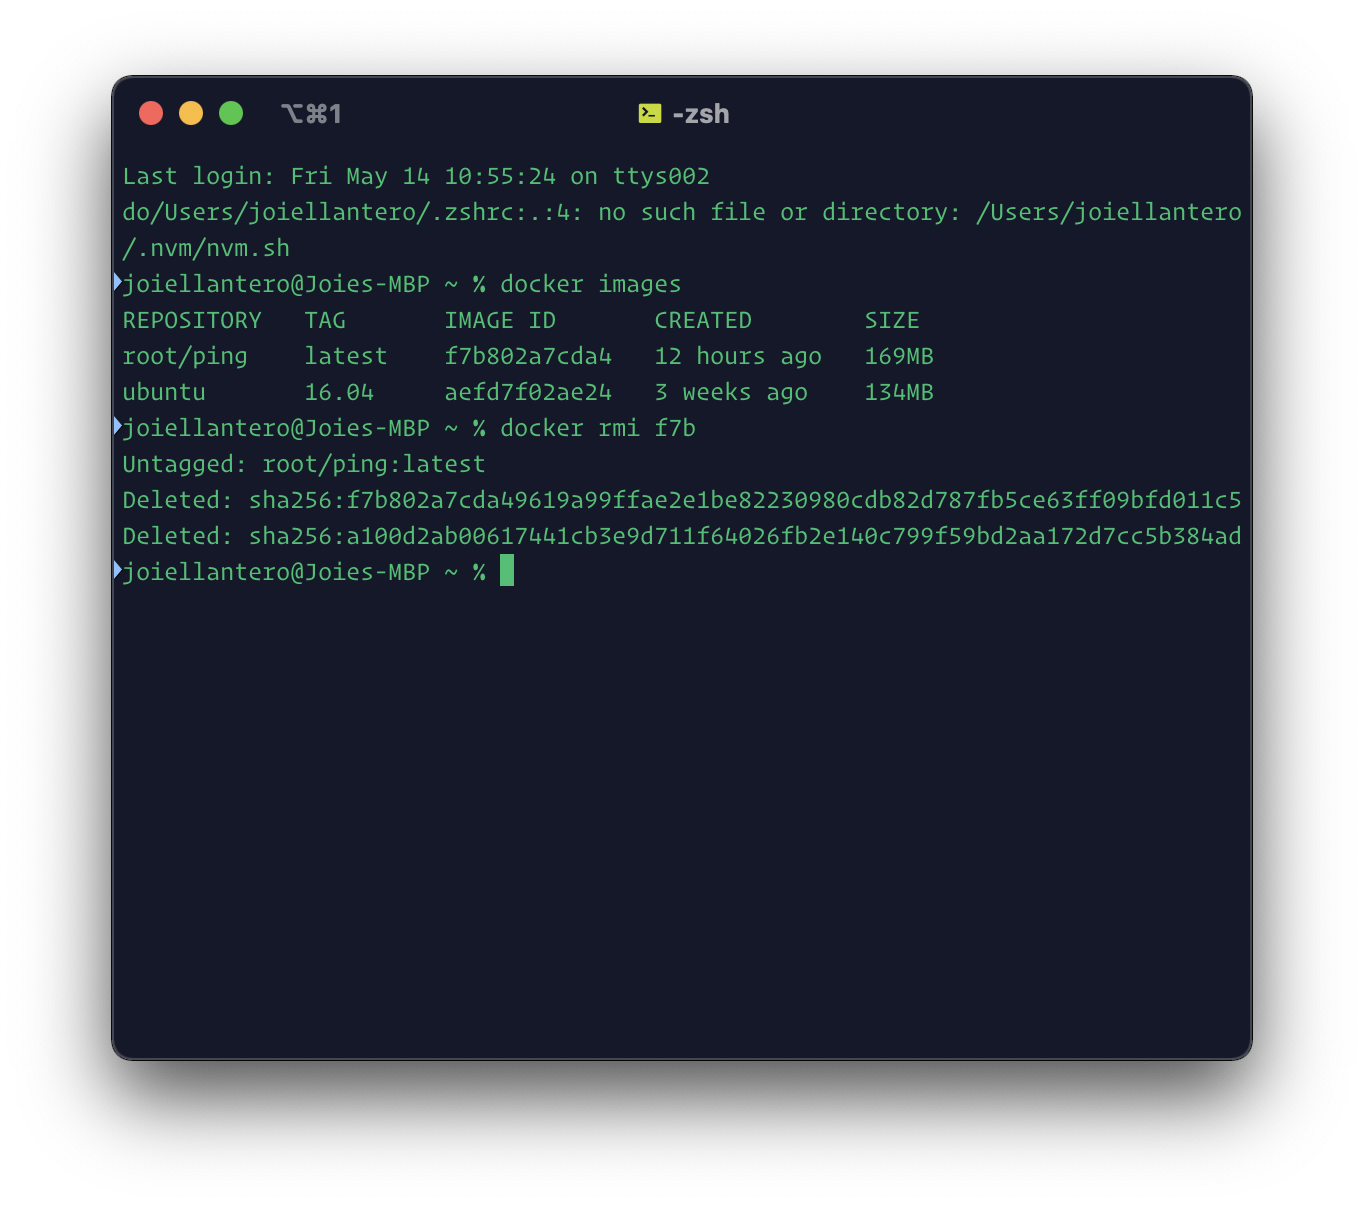 ⌥⌘1
-zsh
Last login: Fri May 14 10:55:24 on ttys002
do/Users/joiellantero/.zshrc:.:4: no such file or directory: /Users/joiellantero
/.nvm/nvm.sh
joiellantero@Joies-MBP ~ % docker images
REPOSITORY   TAG       IMAGE ID       CREATED        SIZE
root/ping    latest    f7b802a7cda4   12 hours ago   169MB
ubuntu       16.04     aefd7f02ae24   3 weeks ago    134MB
joiellantero@Joies-MBP ~ % docker rmi f7b
Untagged: root/ping:latest
Deleted: sha256:f7b802a7cda49619a99ffae2e1be82230980cdb82d787fb5ce63ff09bfd011c5
Deleted: sha256:a100d2ab00617441cb3e9d711f64026fb2e140c799f59bd2aa172d7cc5b384ad
joiellantero@Joies-MBP ~ %